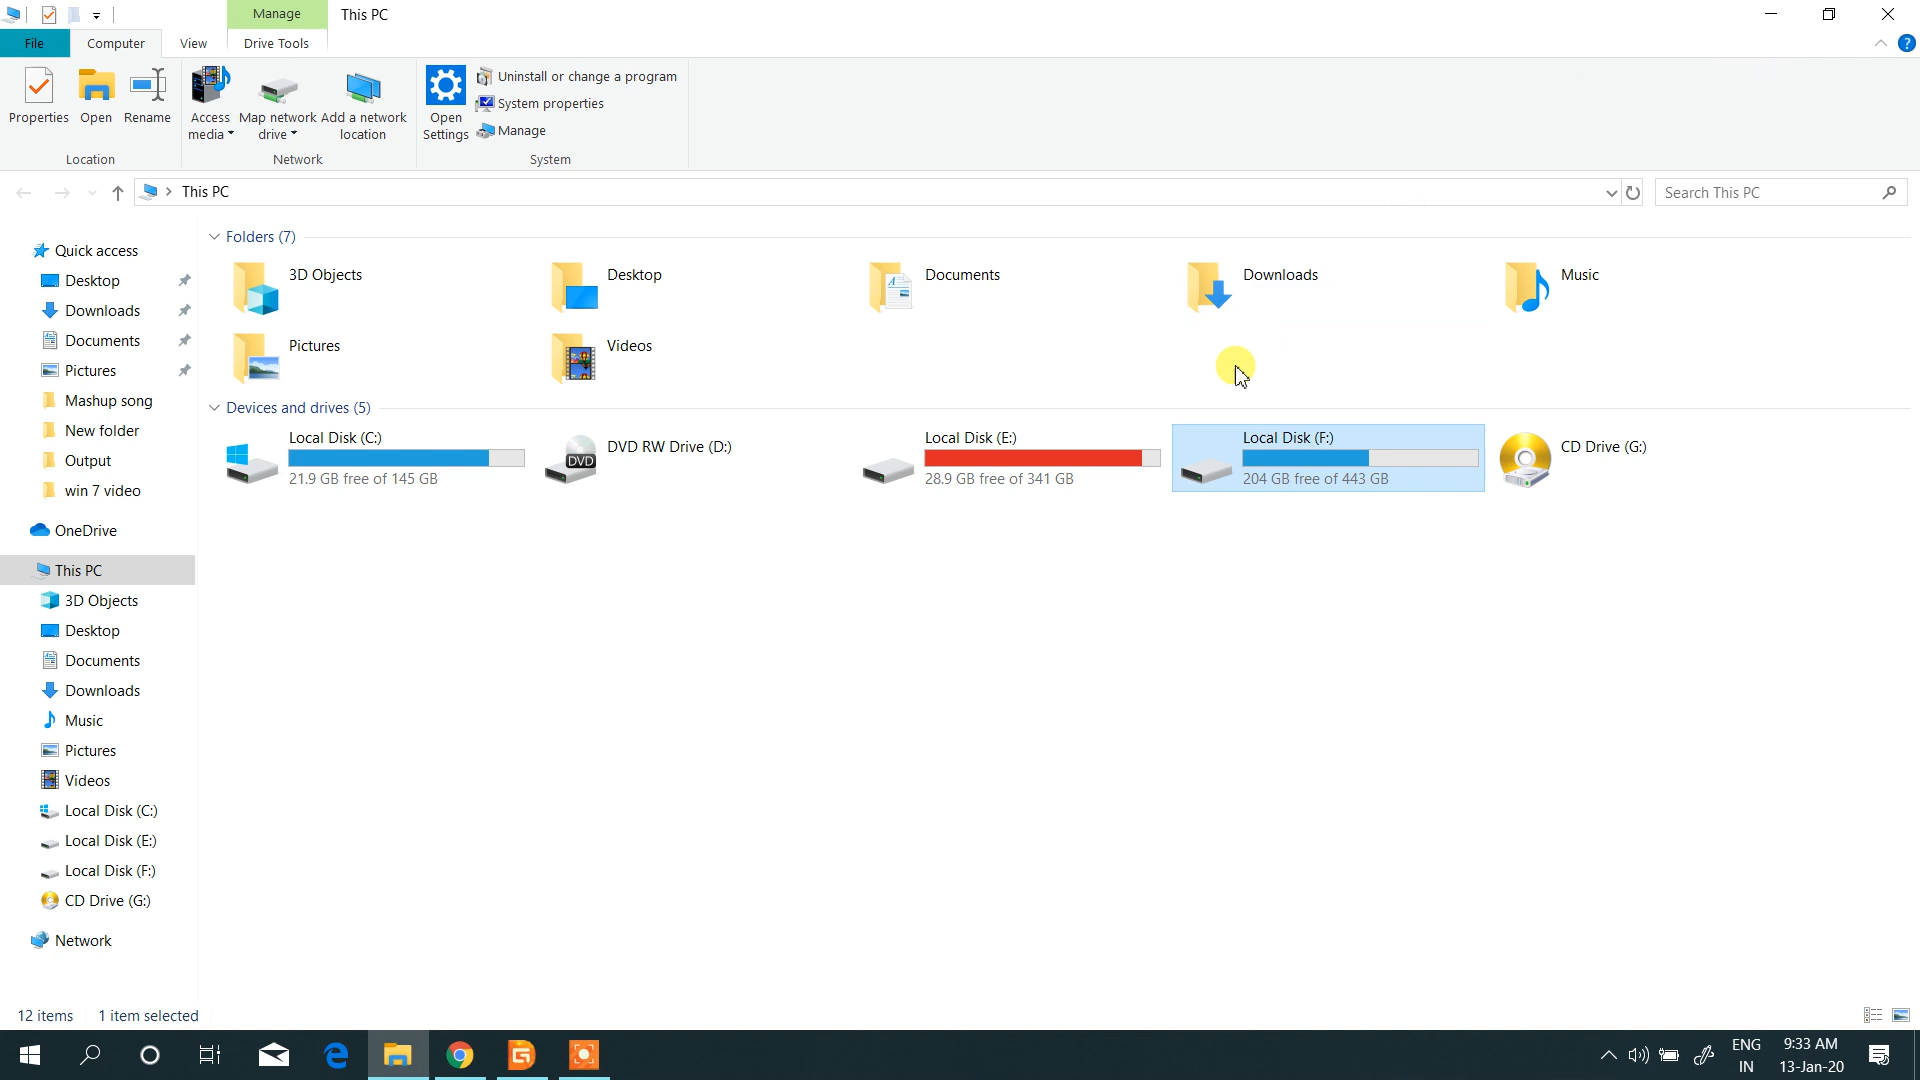 Manage
This PC
File
Computer
View
Drive Tools
Properties
Open
Rename
Access media
Map network drive
Add a network location
Open Settings
Uninstall or change a program
System properties
Manage
Location
Network
System
This PC
Search This PC
Quick access
Desktop
Downloads
Documents
Pictures
Mashup song
New folder
Output
win 7 video
OneDrive
This PC
3D Objects
Desktop
Documents
Downloads
Music
Pictures
Videos
Local Disk (C:)
Local Disk (E:)
Local Disk (F:)
CD Drive (G:)
Network
Folders (7)
3D Objects
Desktop
Documents
Downloads
Music
Pictures
Videos
Devices and drives (5)
Local Disk (C:)
21.9 GB free of 145 GB
DVD
DVD RW Drive (D:)
Local Disk (E:)
28.9 GB free of 341 GB
Local Disk (F:)
204 GB free of 443 GB
CD Drive (G:)
12 items
1 item selected
ENG
IN
9:33 AM
13-Jan-20